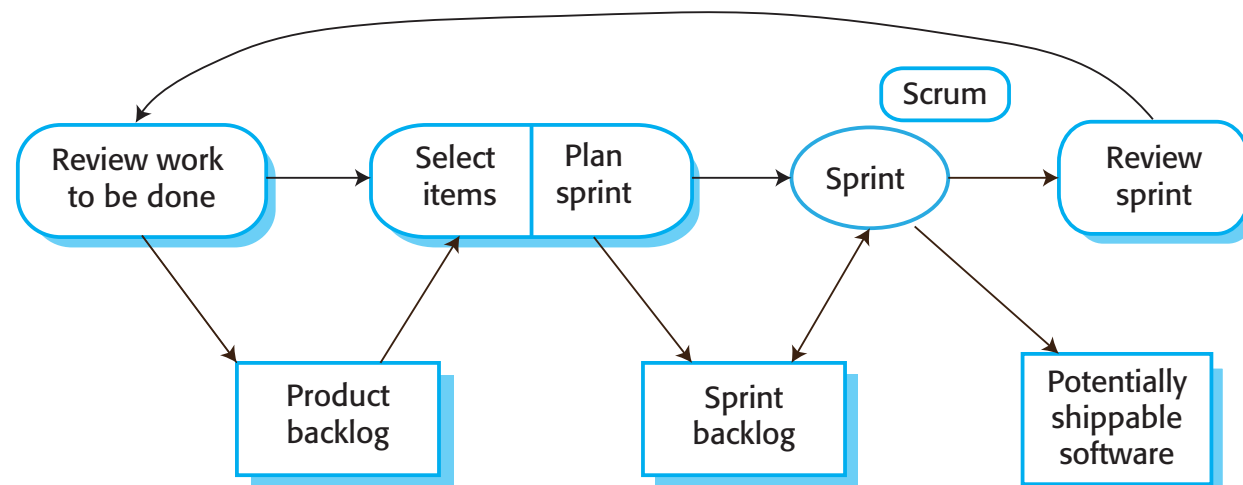 Scrum
Review work
to be done
Select
items
Plan
sprint
Sprint
Review
sprint
Product
backlog
Sprint
backlog
Potentially
shippable
software